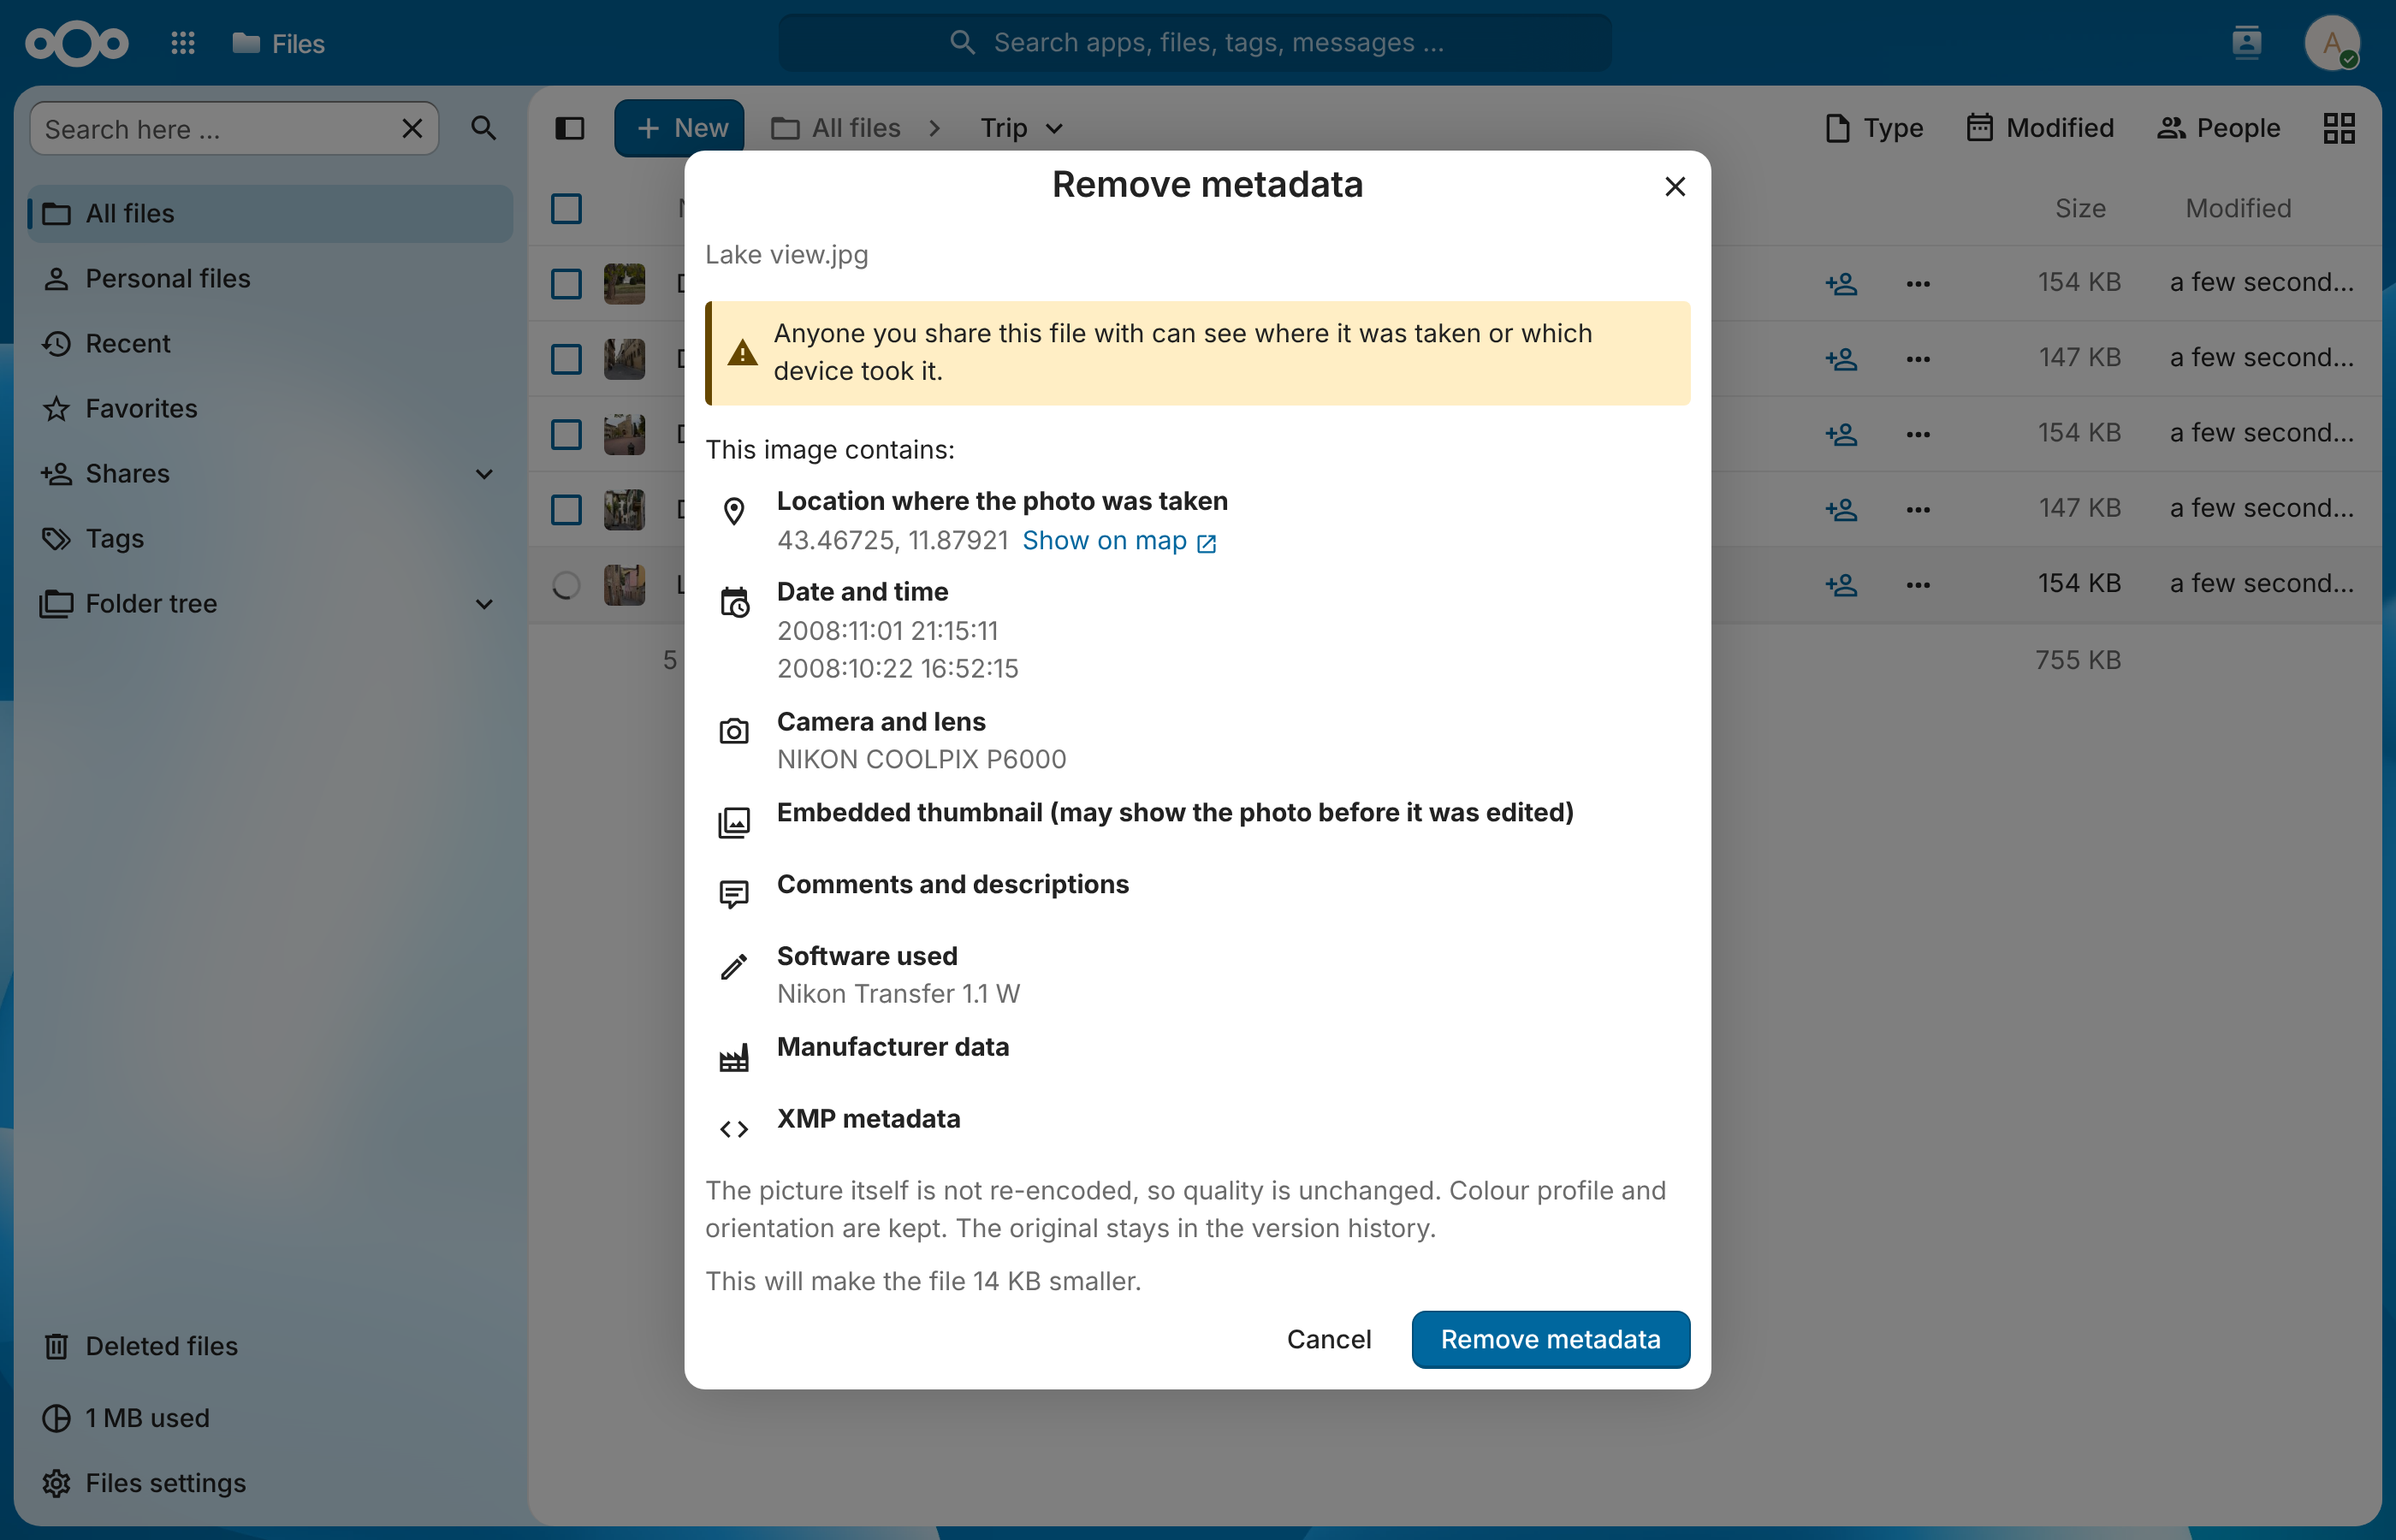 Files
Search apps, files, tags, messages ...
A
Search here ...
New
All files
Trip
Type
Modified
People
All files
Personal files
Recent
Favorites
Shares
Tags
Folder tree
Deleted files
1 MB used
Files settings
Size
Modified
154 KB
a few second...
147 KB
a few second...
154 KB
a few second...
147 KB
a few second...
154 KB
a few second...
5
755 KB
Remove metadata
Lake view.jpg
Anyone you share this file with can see where it was taken or which
device took it.
This image contains:
Location where the photo was taken
43.46725, 11.87921 Show on map
Date and time
2008:11:01 21:15:11
2008:10:22 16:52:15
Camera and lens
NIKON COOLPIX P6000
Embedded thumbnail (may show the photo before it was edited)
Comments and descriptions
Software used
Nikon Transfer 1.1 W
Manufacturer data
XMP metadata
The picture itself is not re-encoded, so quality is unchanged. Colour profile and
orientation are kept. The original stays in the version history.
This will make the file 14 KB smaller.
Cancel
Remove metadata